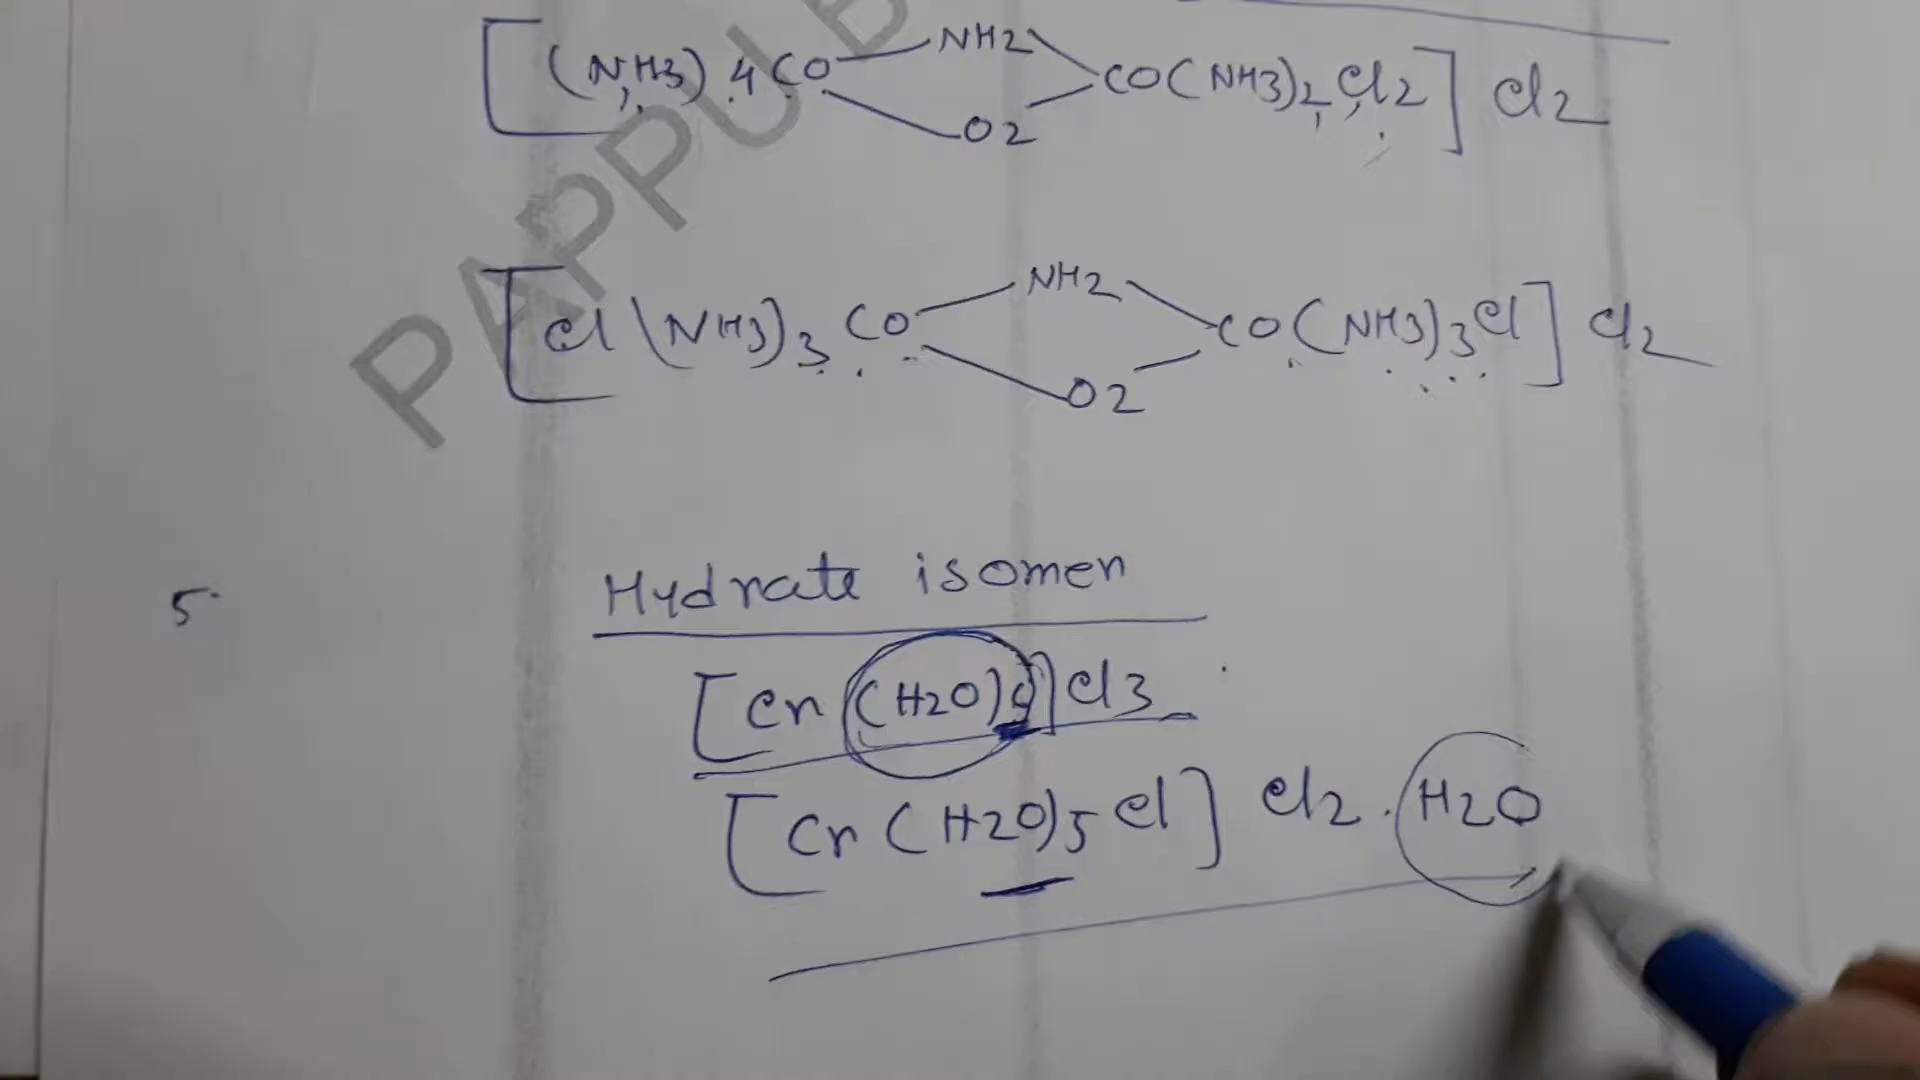 [(NH3)4CO NH2 O2 CO(NH3)2Cl2] Cl2
[Cl(NH3)3CO NH2 O2 CO(NH3)3Cl] Cl2
5. Hydrate isomer
[Cr(H2O)6]Cl3
[Cr(H2O)5Cl] Cl2.H2O